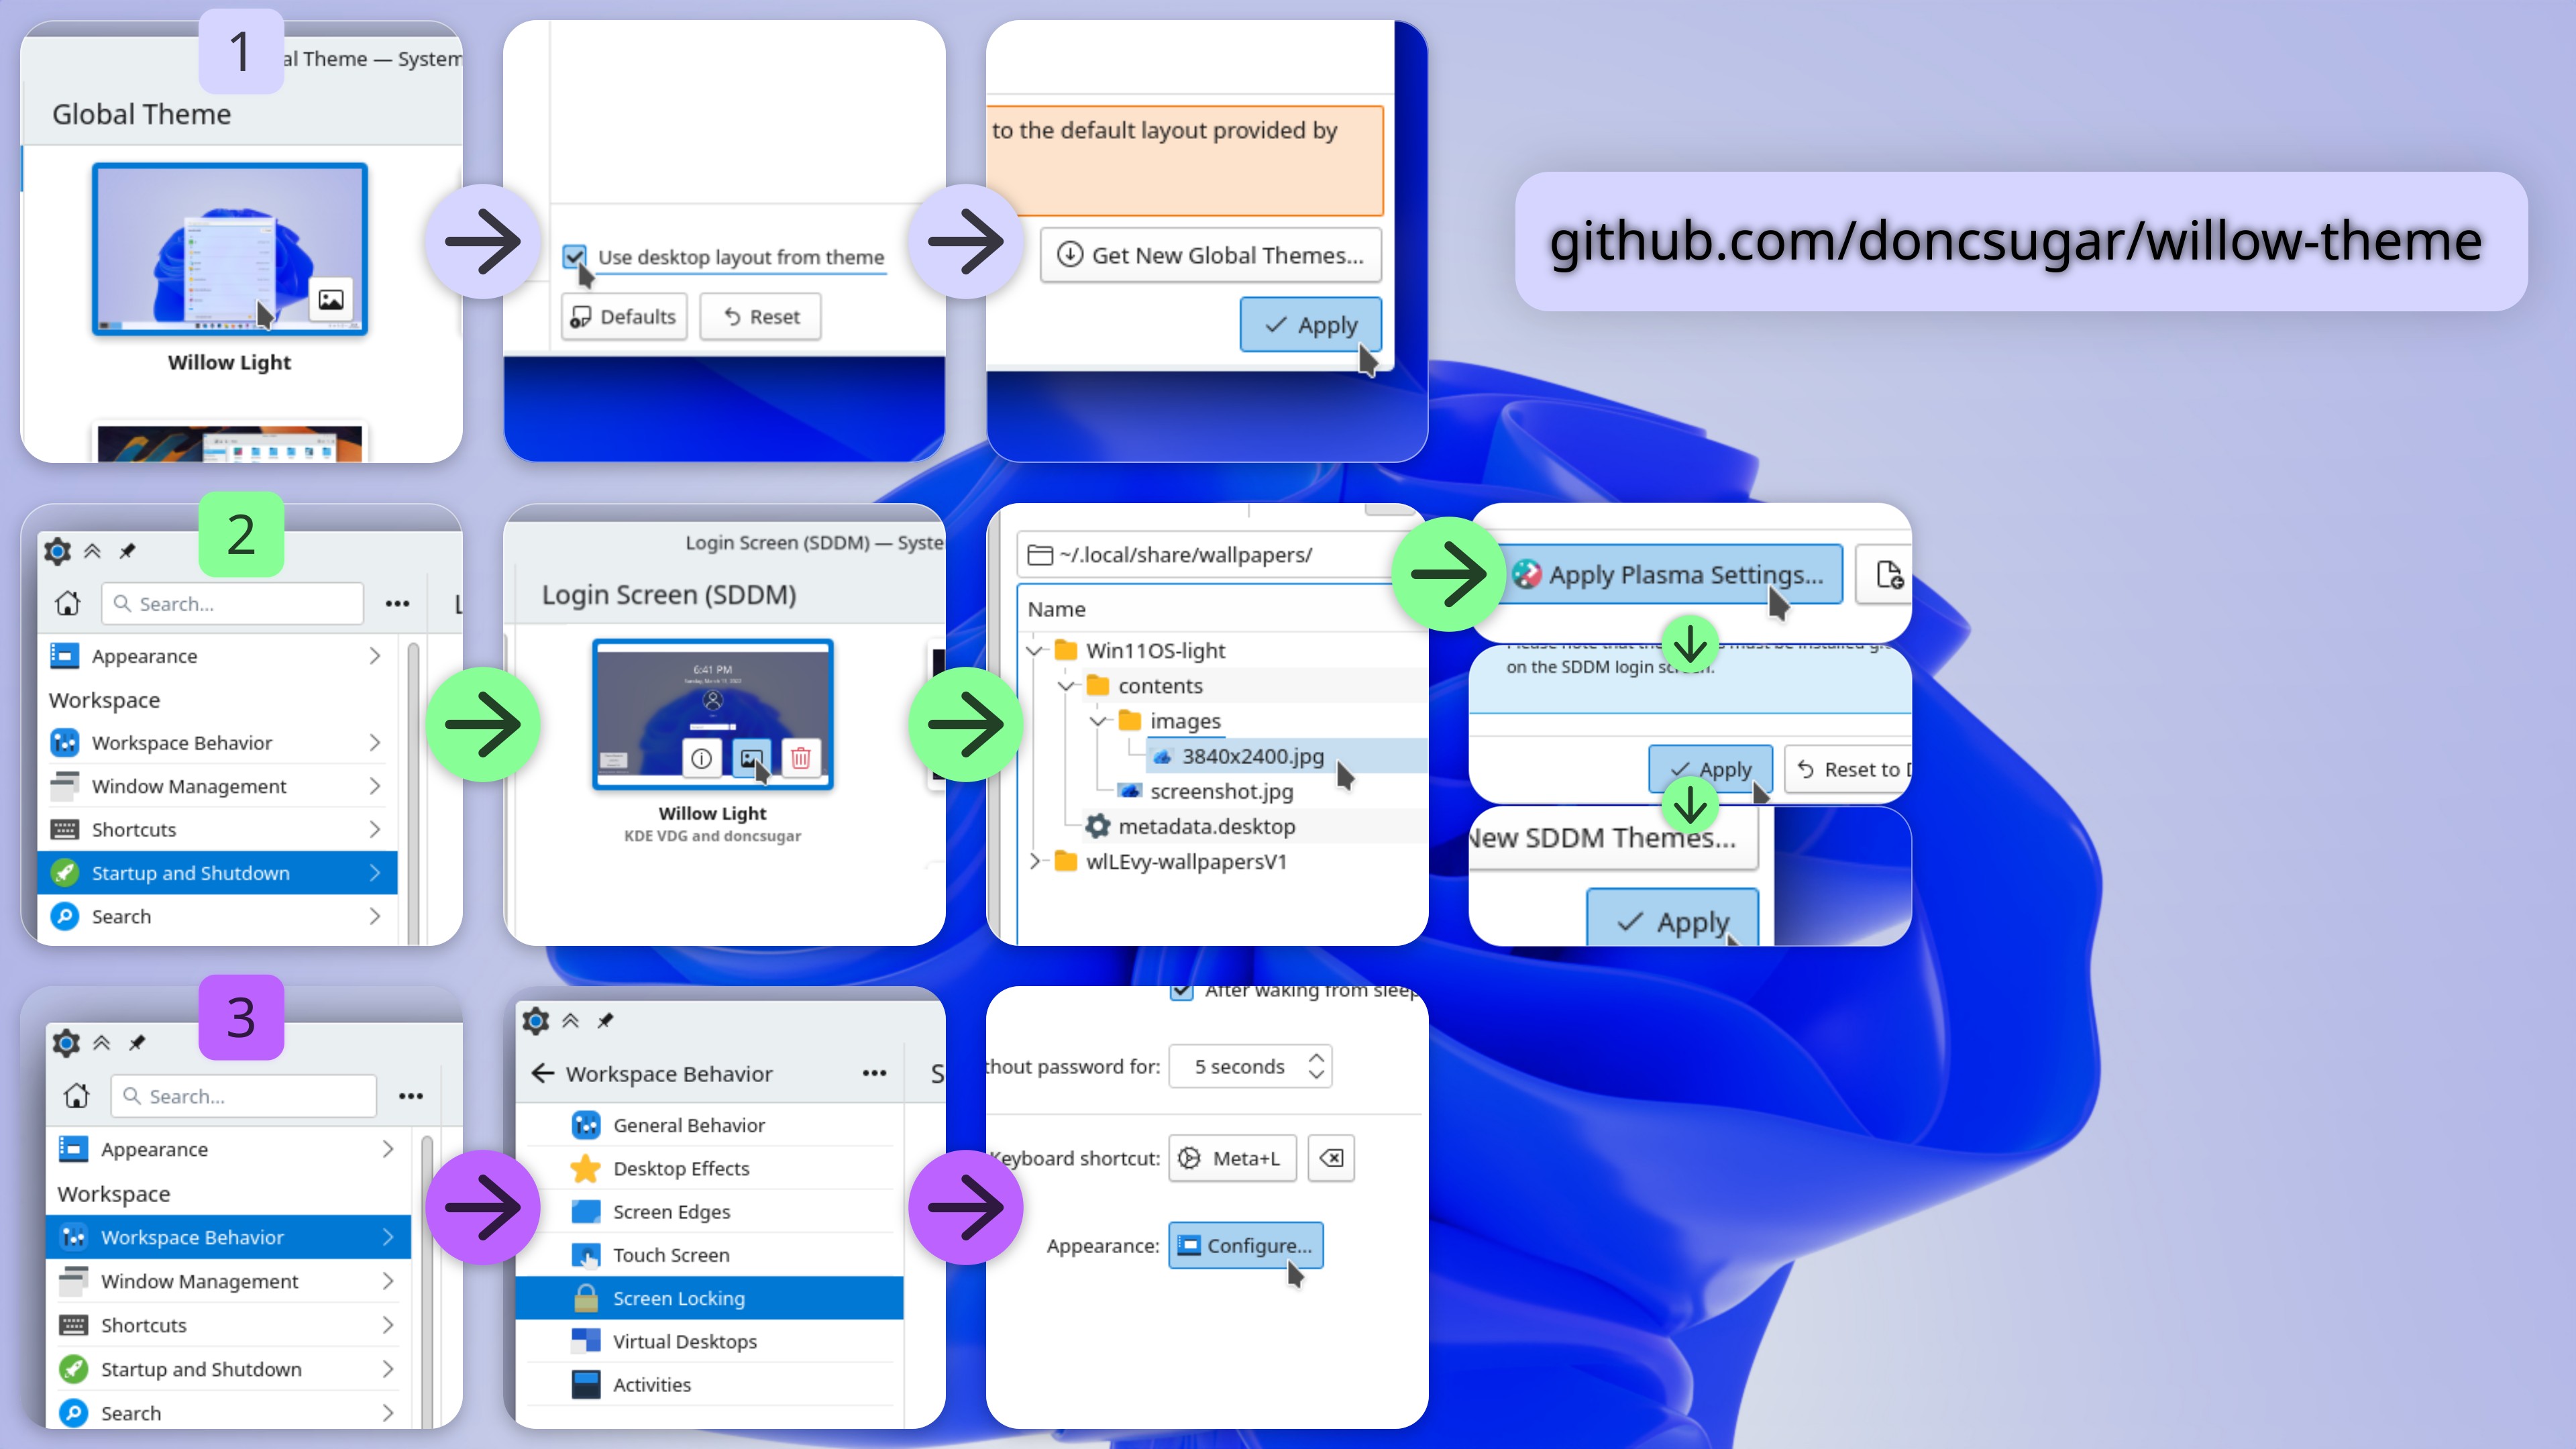 1
al Theme — System
Global Theme
Willow Light
Use desktop layout from theme
Defaults
Reset
to the default layout provided by
Get New Global Themes...
Apply
github.com/doncsugar/willow-theme
2
Search...
Appearance
Workspace
Workspace Behavior
Window Management
Shortcuts
Startup and Shutdown
Search
Login Screen (SDDM) — Syste
Login Screen (SDDM)
6:41 PM
Willow Light
KDE VDG and doncsugar
~/.local/share/wallpapers/
Name
Win11OS-light
contents
images
3840x2400.jpg
screenshot.jpg
metadata.desktop
wlLEvy-wallpapersV1
Apply Plasma Settings...
on the SDDM login
Apply
Reset to
New SDDM Themes...
Apply
3
Search...
Appearance
Workspace
Workspace Behavior
Window Management
Shortcuts
Startup and Shutdown
Search
Workspace Behavior
S
General Behavior
Desktop Effects
Screen Edges
Touch Screen
Screen Locking
Virtual Desktops
Activities
After waking from sleep
thout password for:
5 seconds
Keyboard shortcut:
Meta+L
Appearance:
Configure...